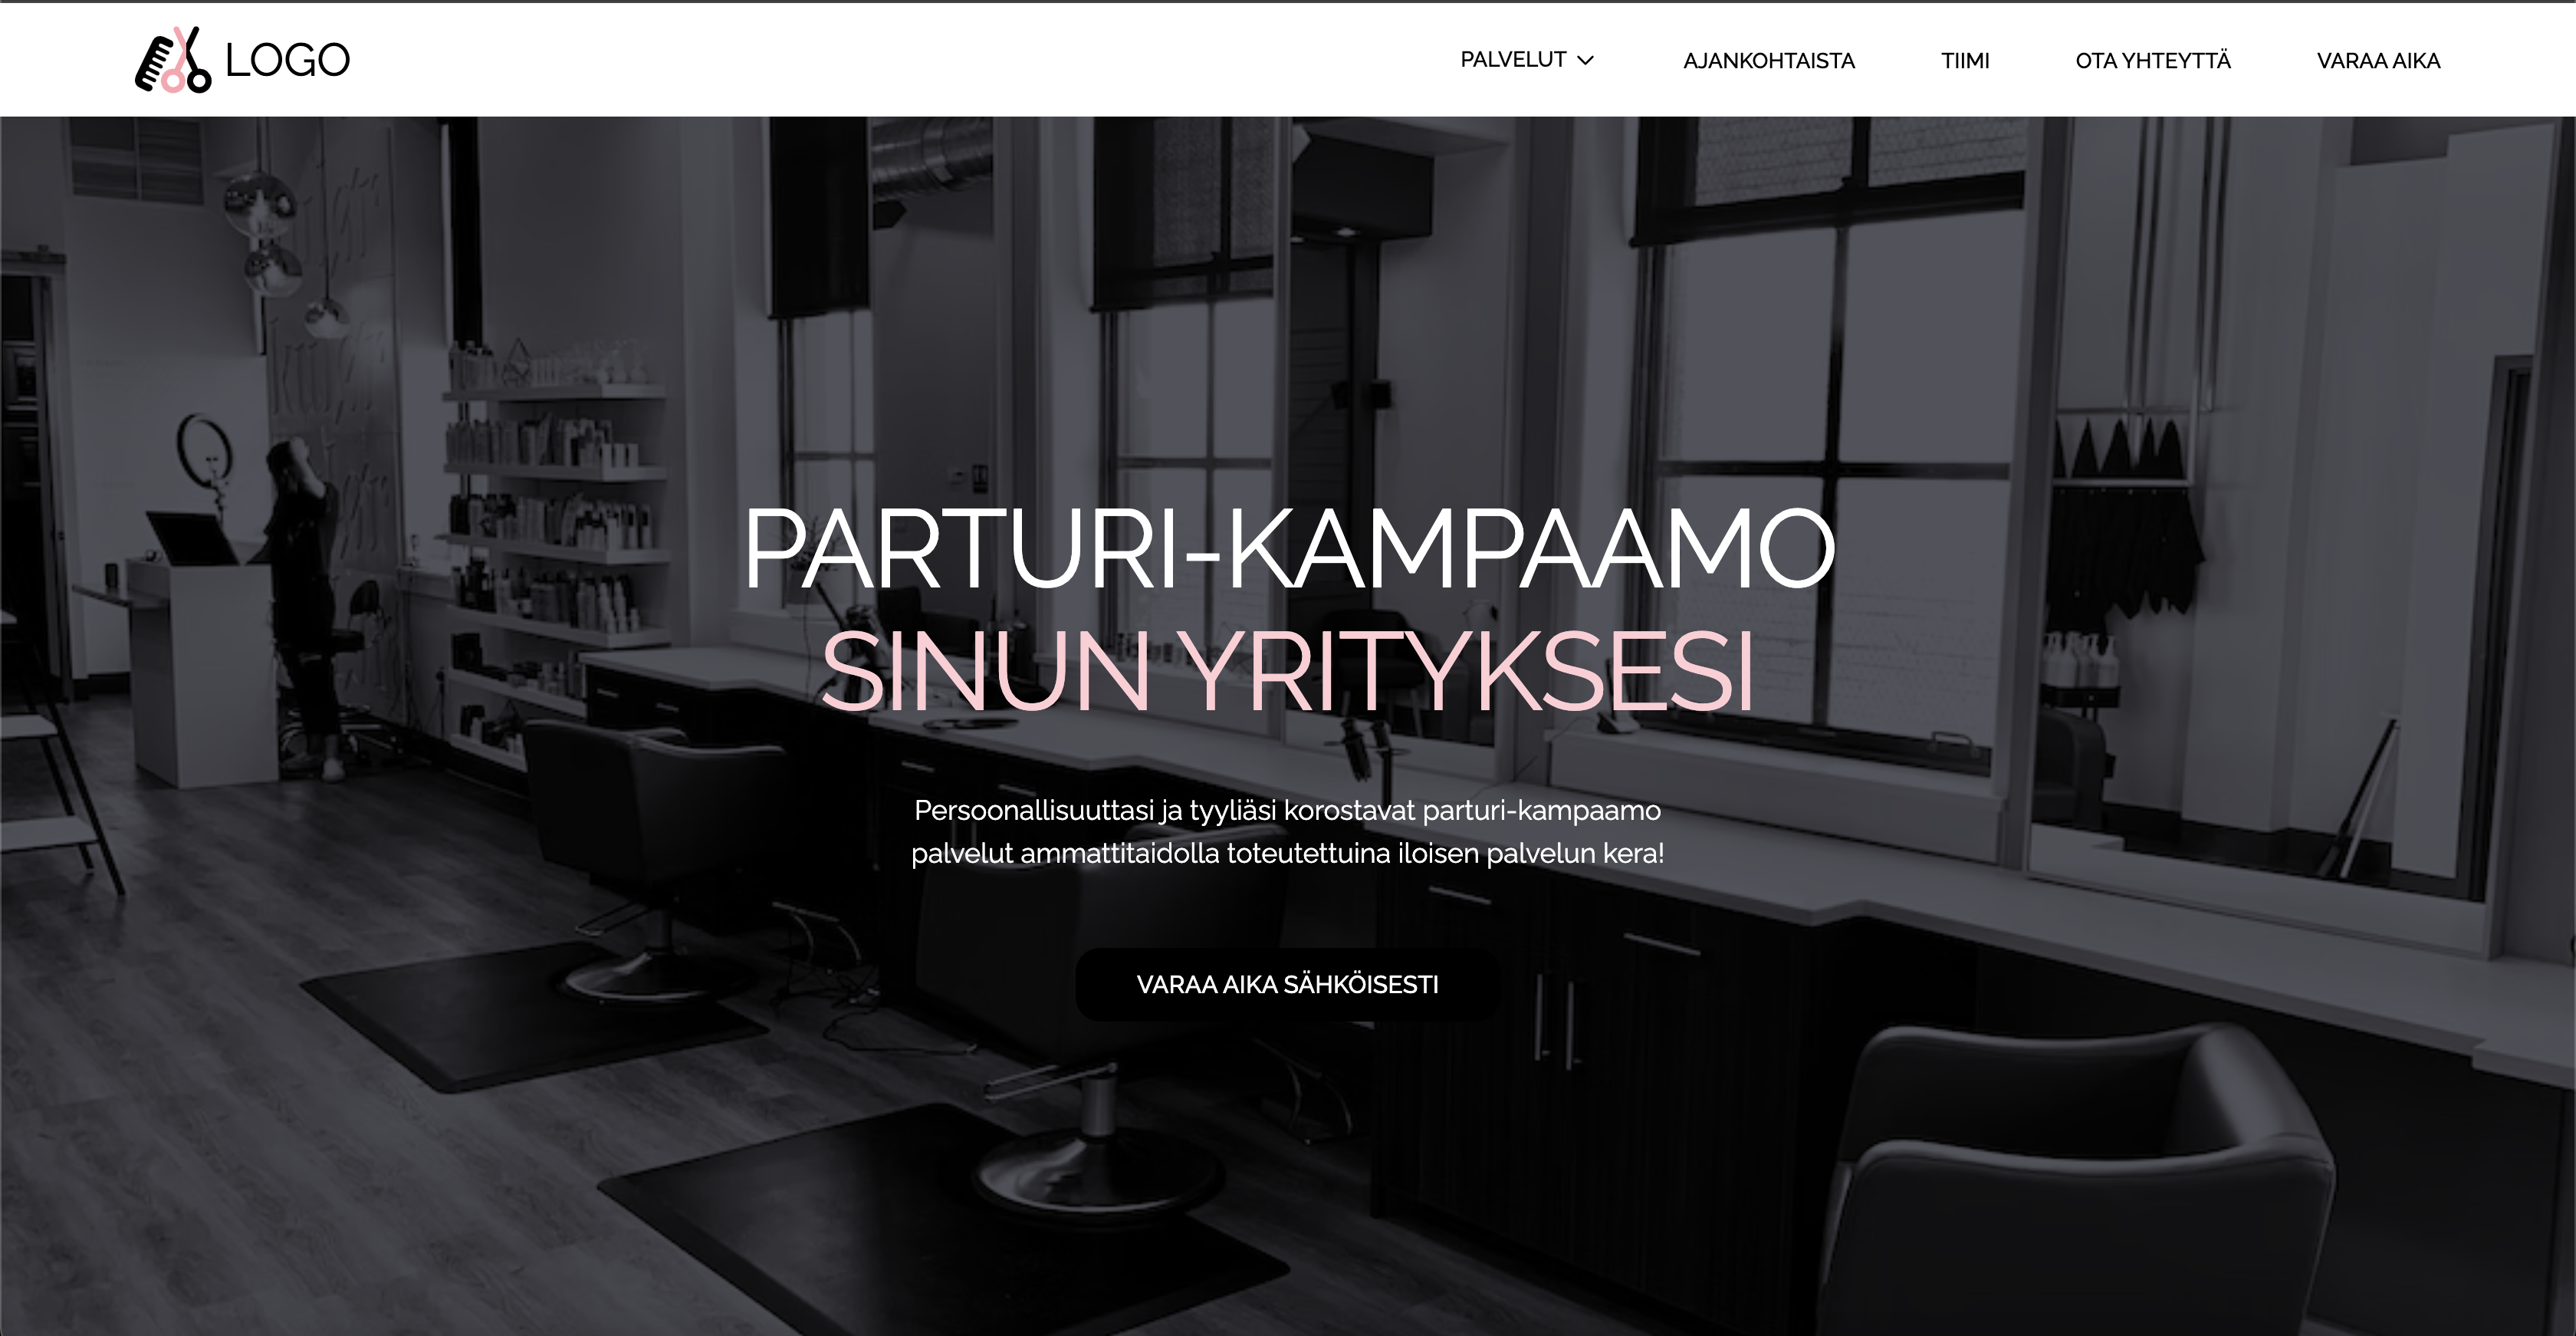 LOGO
PALVELUT
AJANKOHTAISTA
TIIMI
OTA YHTEYTTÄ
VARAA AIKA
PARTURI-KAMPAAMO
SINUN YRITYKSESI
Persoonallisuuttasi ja tyyliäsi korostavat parturi-kampaamo
palvelut ammattitaidolla toteutettuina iloisen palvelun kera!
VARAA AIKA SÄHKÖISESTI